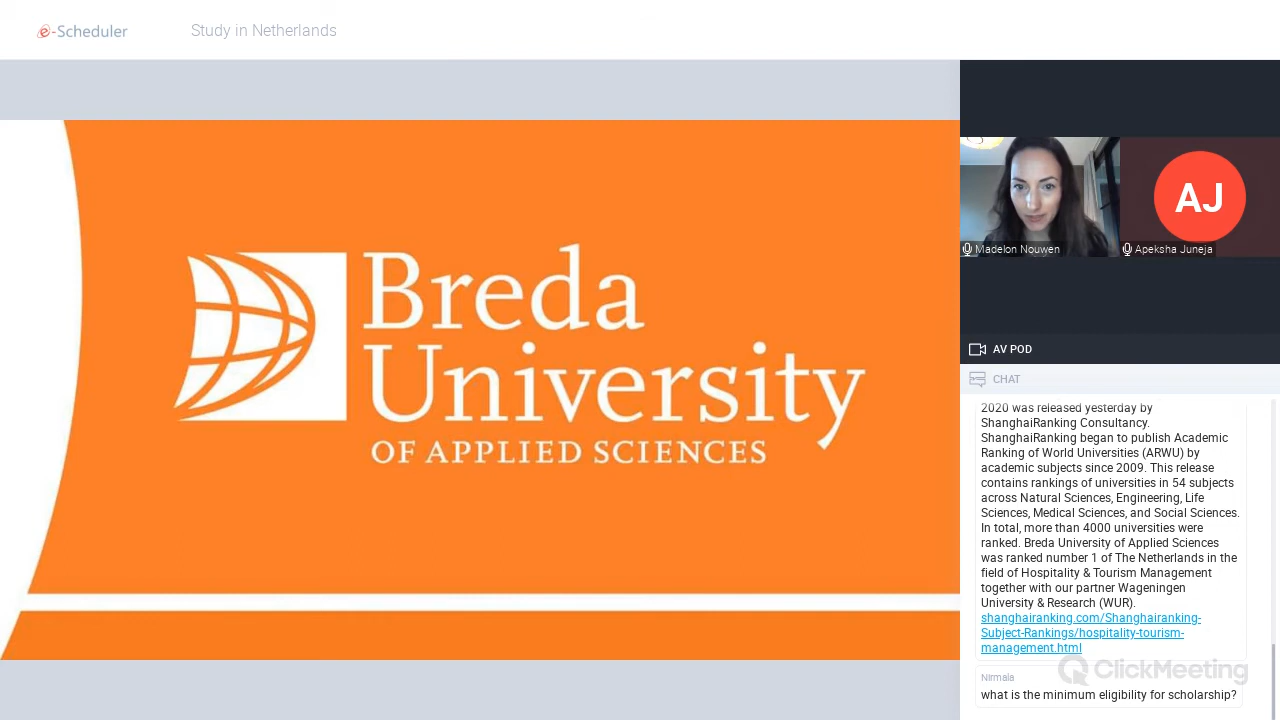 e-Scheduler
Study in Netherlands
Breda
University
OF APPLIED SCIENCES
AJ
Madelon Nouwen
Apeksha Juneja
AV POD
CHAT
2020 was released yesterday by
ShanghaiRanking Consultancy.
ShanghaiRanking began to publish Academic
Ranking of World Universities (ARWU) by
academic subjects since 2009. This release
contains rankings of universities in 54 subjects
across Natural Sciences, Engineering, Life
Sciences, Medical Sciences, and Social Sciences.
In total, more than 4000 universities were
ranked. Breda University of Applied Sciences
was ranked number 1 of The Netherlands in the
field of Hospitality & Tourism Management
together with our partner Wageningen
University & Research (WUR).
shanghairanking.com/Shanghairanking-
Subject-Rankings/hospitality-tourism-
management.html
ClickMeeting
Nirmala
what is the minimum eligibility for scholarship?